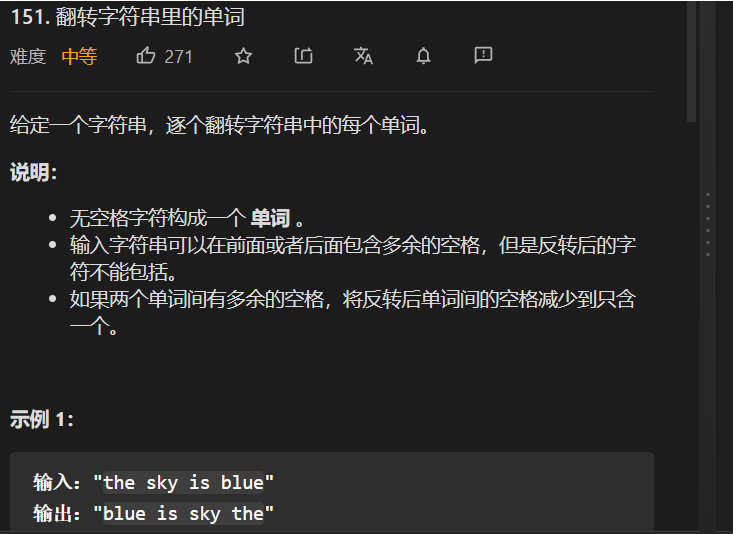 151. 翻转字符串里的单词
难度 中等 271
给定一个字符串，逐个翻转字符串中的每个单词。
说明：
无空格字符构成一个 单词 。
输入字符串可以在前面或者后面包含多余的空格，但是反转后的字
符不能包括。
如果两个单词间有多余的空格，将反转后单词间的空格减少到只含
一个。
示例 1：
输入："the sky is blue"
输出："blue is sky the"